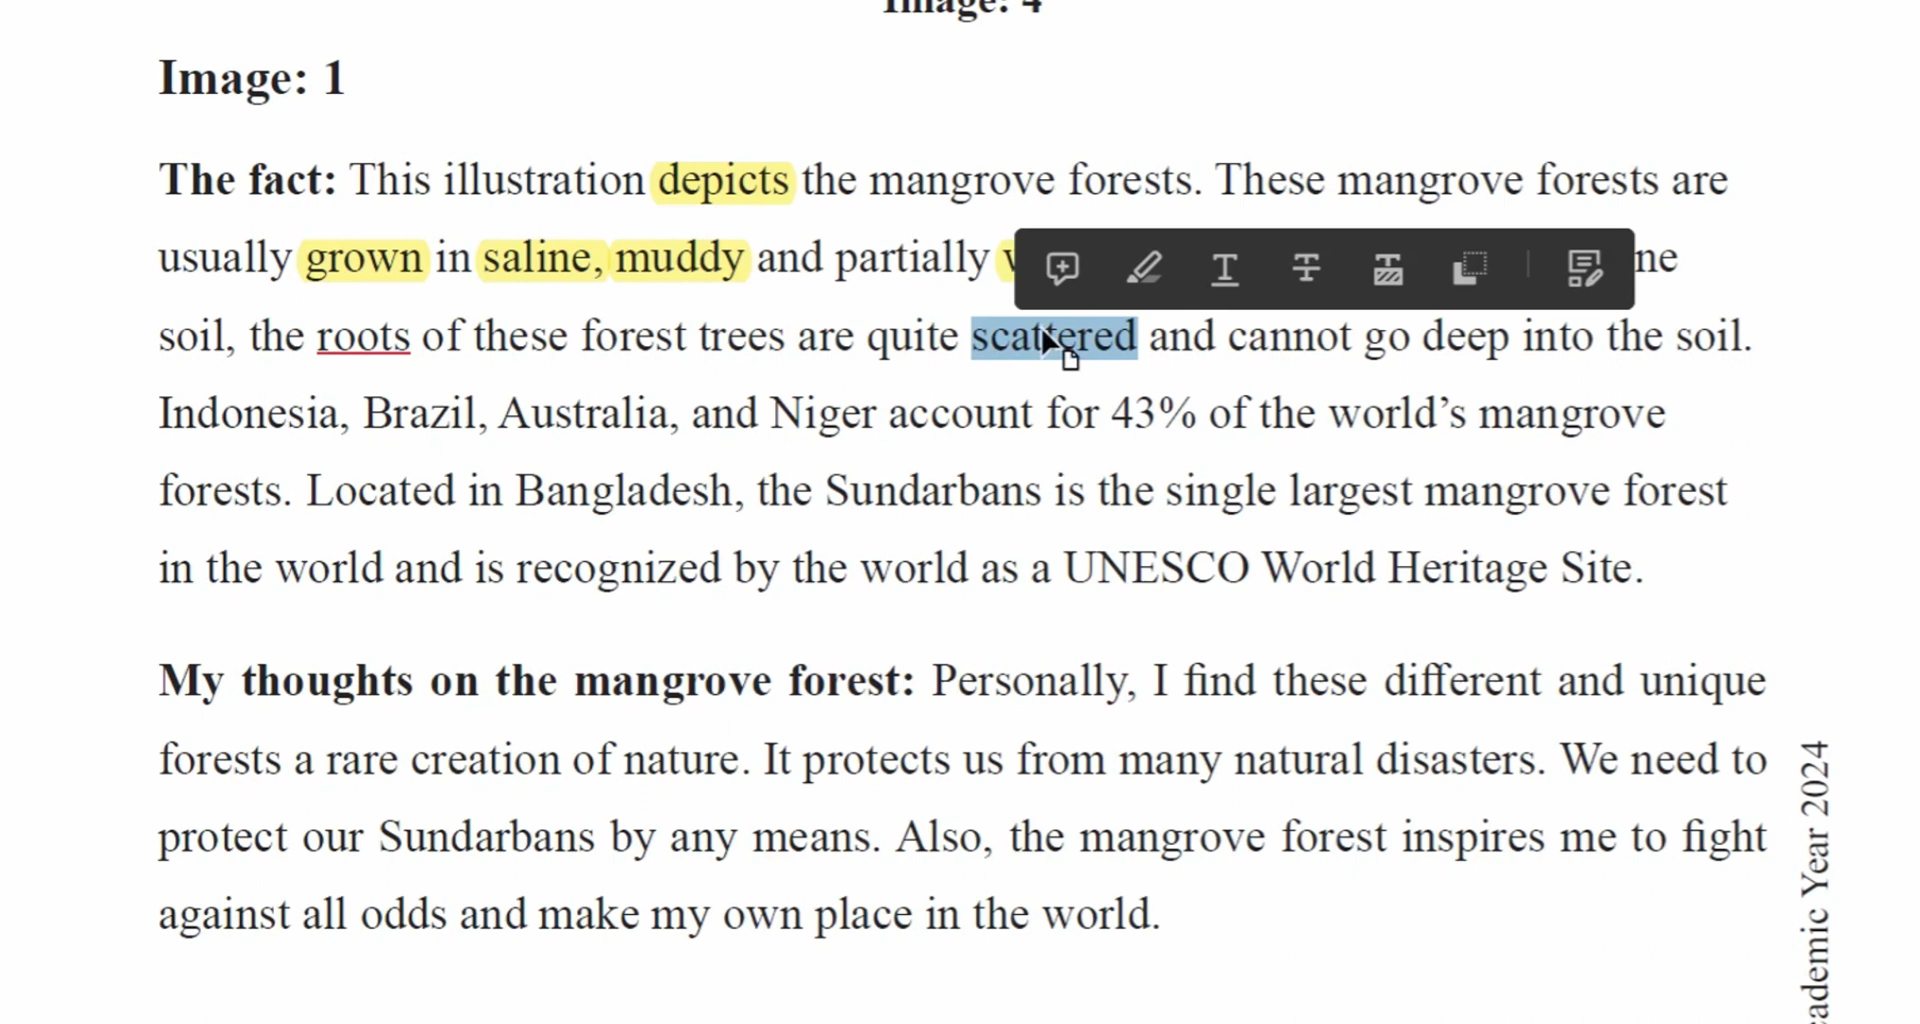 Image: 4
Image: 1
The fact: This illustration depicts the mangrove forests. These mangrove forests are
usually grown in saline, muddy and partially
soil, the roots of these forest trees are quite scattered and cannot go deep into the soil.
Indonesia, Brazil, Australia, and Niger account for 43% of the world’s mangrove
forests. Located in Bangladesh, the Sundarbans is the single largest mangrove forest
in the world and is recognized by the world as a UNESCO World Heritage Site.
My thoughts on the mangrove forest: Personally, I find these different and unique
forests a rare creation of nature. It protects us from many natural disasters. We need to
protect our Sundarbans by any means. Also, the mangrove forest inspires me to fight
against all odds and make my own place in the world.
Year 2024